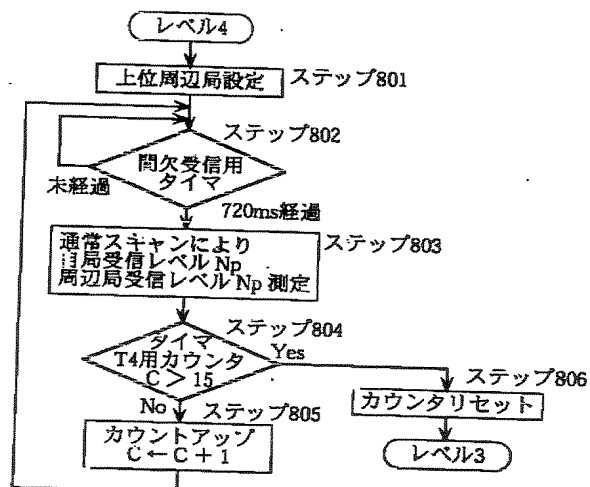 レベル4
上位周辺局設定
ステップ801
ステップ802
間欠受信用
タイマ
未経過
720ms経過
ステップ803
通常スキャンにより
自局受信レベル Np
周辺局受信レベル Np 測定
ステップ804
タイマ
T4用カウンタ
C > 15
Yes
No
ステップ805
カウントアップ
C ← C + 1
ステップ806
カウンタリセット
レベル3